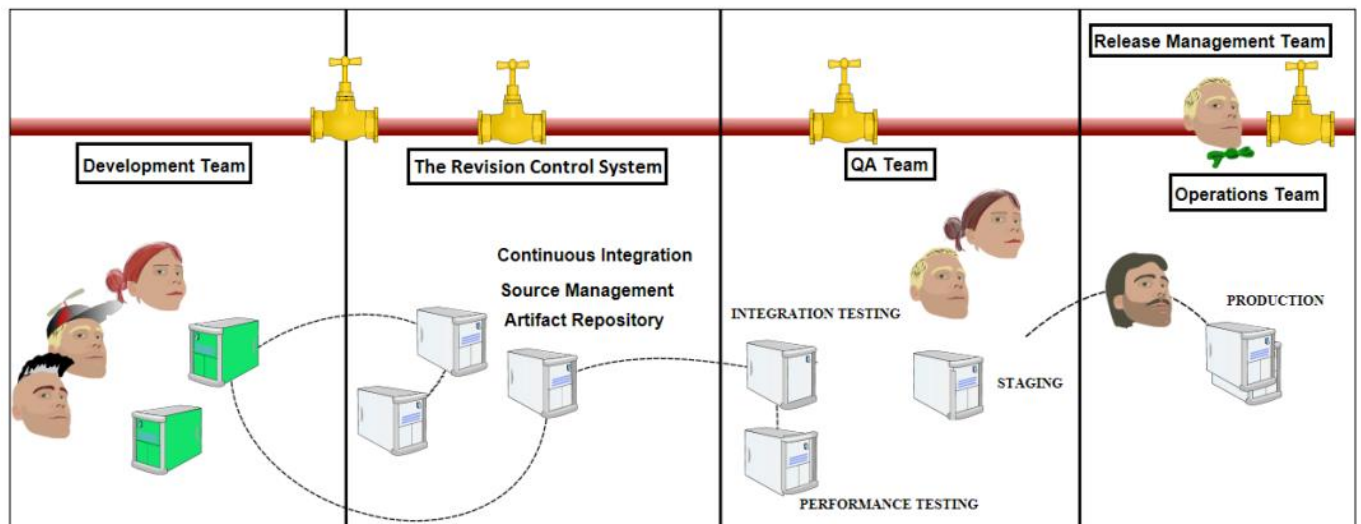 Release Management Team
Development Team
The Revision Control System
QA Team
Operations Team
Continuous Integration
Source Management
Artifact Repository
INTEGRATION TESTING
PRODUCTION
STAGING
PERFORMANCE TESTING